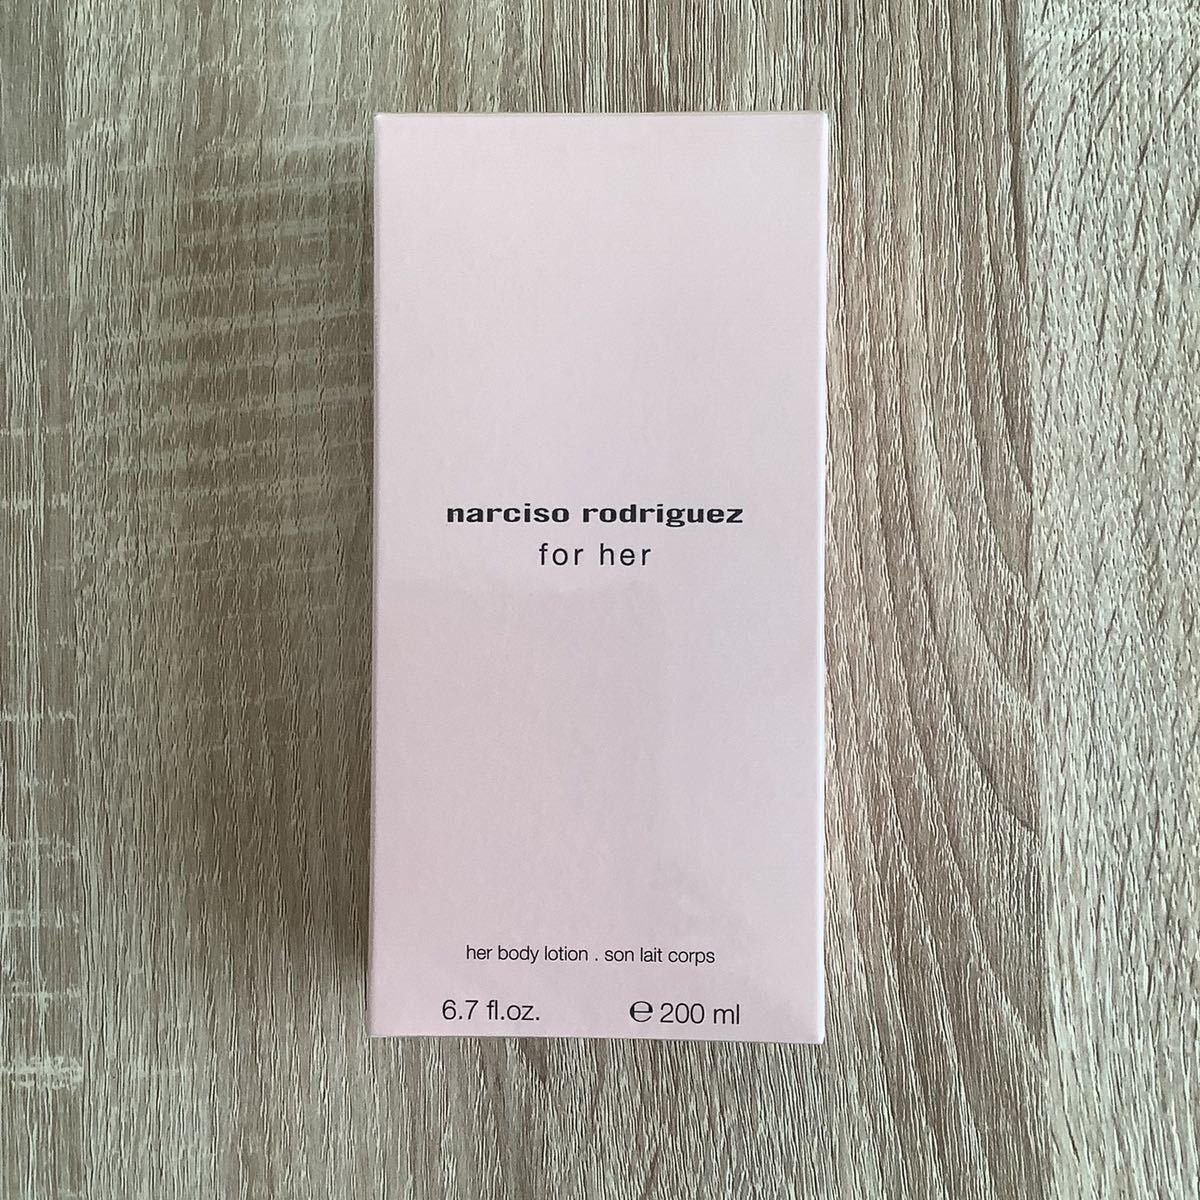 narciso rodriguez
for her
her body lotion . son lait corps
6.7 fl.oz. ℮ 200 ml